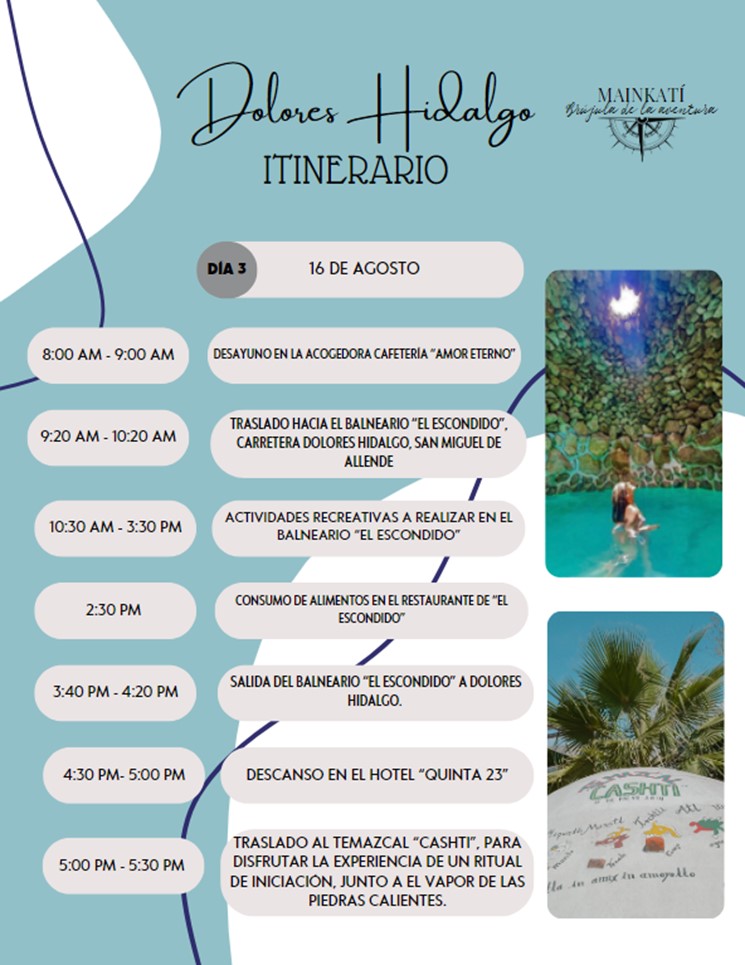 Dolores Hidalgo
ITINERARIO
MAINKATÍ
Brújula de la aventura
DÍA 3
16 DE AGOSTO
8:00 AM - 9:00 AM
DESAYUNO EN LA ACOGEDORA CAFETERÍA "AMOR ETERNO"
9:20 AM - 10:20 AM
TRASLADO HACIA EL BALNEARIO "EL ESCONDIDO",
CARRETERA DOLORES HIDALGO, SAN MIGUEL DE
ALLENDE
10:30 AM - 3:30 PM
ACTIVIDADES RECREATIVAS A REALIZAR EN EL
BALNEARIO "EL ESCONDIDO"
2:30 PM
CONSUMO DE ALIMENTOS EN EL RESTAURANTE DE "EL
ESCONDIDO"
3:40 PM - 4:20 PM
SALIDA DEL BALNEARIO "EL ESCONDIDO" A DOLORES
HIDALGO.
4:30 PM- 5:00 PM
DESCANSO EN EL HOTEL "QUINTA 23"
5:00 PM - 5:30 PM
TRASLADO AL TEMAZCAL "CASHTI", PARA
DISFRUTAR LA EXPERIENCIA DE UN RITUAL
DE INICIACIÓN, JUNTO A EL VAPOR DE LAS
PIEDRAS CALIENTES.
TEMAZCAL
CASHTI